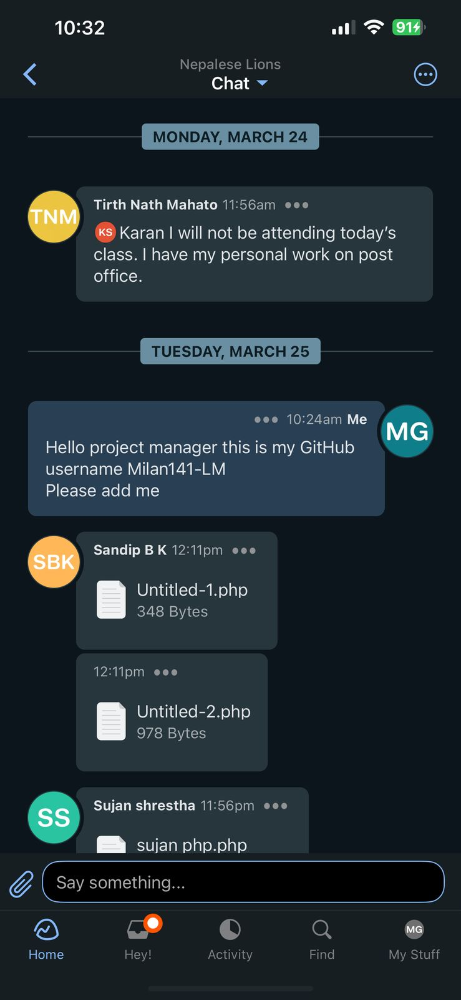 10:32
91
Nepalese Lions
Chat
MONDAY, MARCH 24
TNM
Tirth Nath Mahato 11:56am
KS Karan I will not be attending today’s
class. I have my personal work on post
office.
TUESDAY, MARCH 25
10:24am Me
MG
Hello project manager this is my GitHub
username Milan141-LM
Please add me
SBK
Sandip B K 12:11pm
Untitled-1.php
348 Bytes
12:11pm
Untitled-2.php
978 Bytes
SS
Sujan shrestha 11:56pm
sujan php.php
Say something...
MG
Home
Hey!
Activity
Find
My Stuff